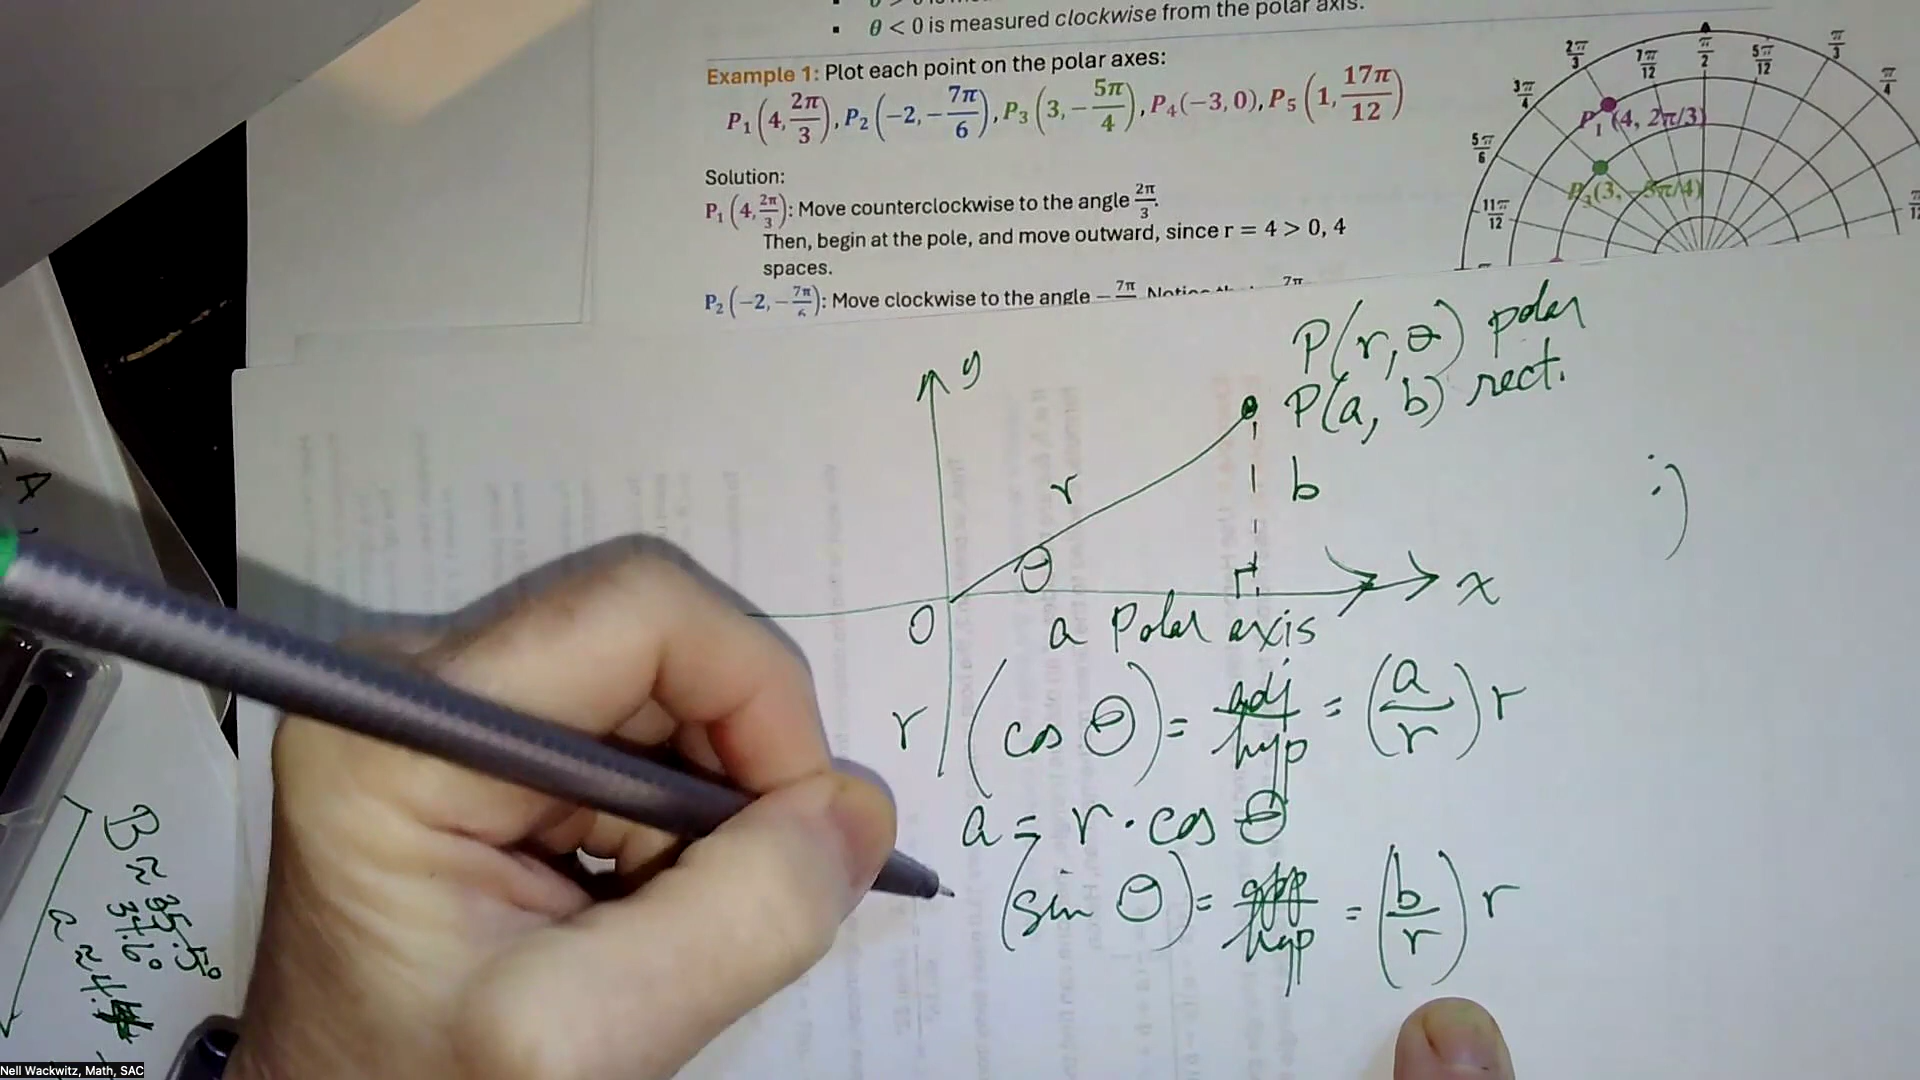 θ < 0 is measured clockwise from the polar axis.
Example 1: Plot each point on the polar axes:
P₁(4, 2π/3), P₂(−2, −7π/6), P₃(3, −5π/4), P₄(−3, 0), P₅(1, 17π/12)
Solution:
P₁(4, 2π/3): Move counterclockwise to the angle 2π/3.
Then, begin at the pole, and move outward, since r = 4 > 0, 4
spaces.
P₂(−2, −7π/6): Move clockwise to the angle −7π
2π/3 7π/12 π/2 5π/12 π/3
3π/4 π/4
5π/6
11π/12
P₁(4, 2π/3)
P₃(3, −5π/4)
P(r, θ) polar
P(a, b) rect.
y
r
b
θ
x
O
a Polar axis
:)
r(cos θ) = adj/hyp = (a/r) r
a = r · cos θ
(sin θ) = opp/hyp = (b/r) r
A
B ≈ 35.5°
34.6°
a ≈ 4.
Nell Wackwitz, Math, SAC